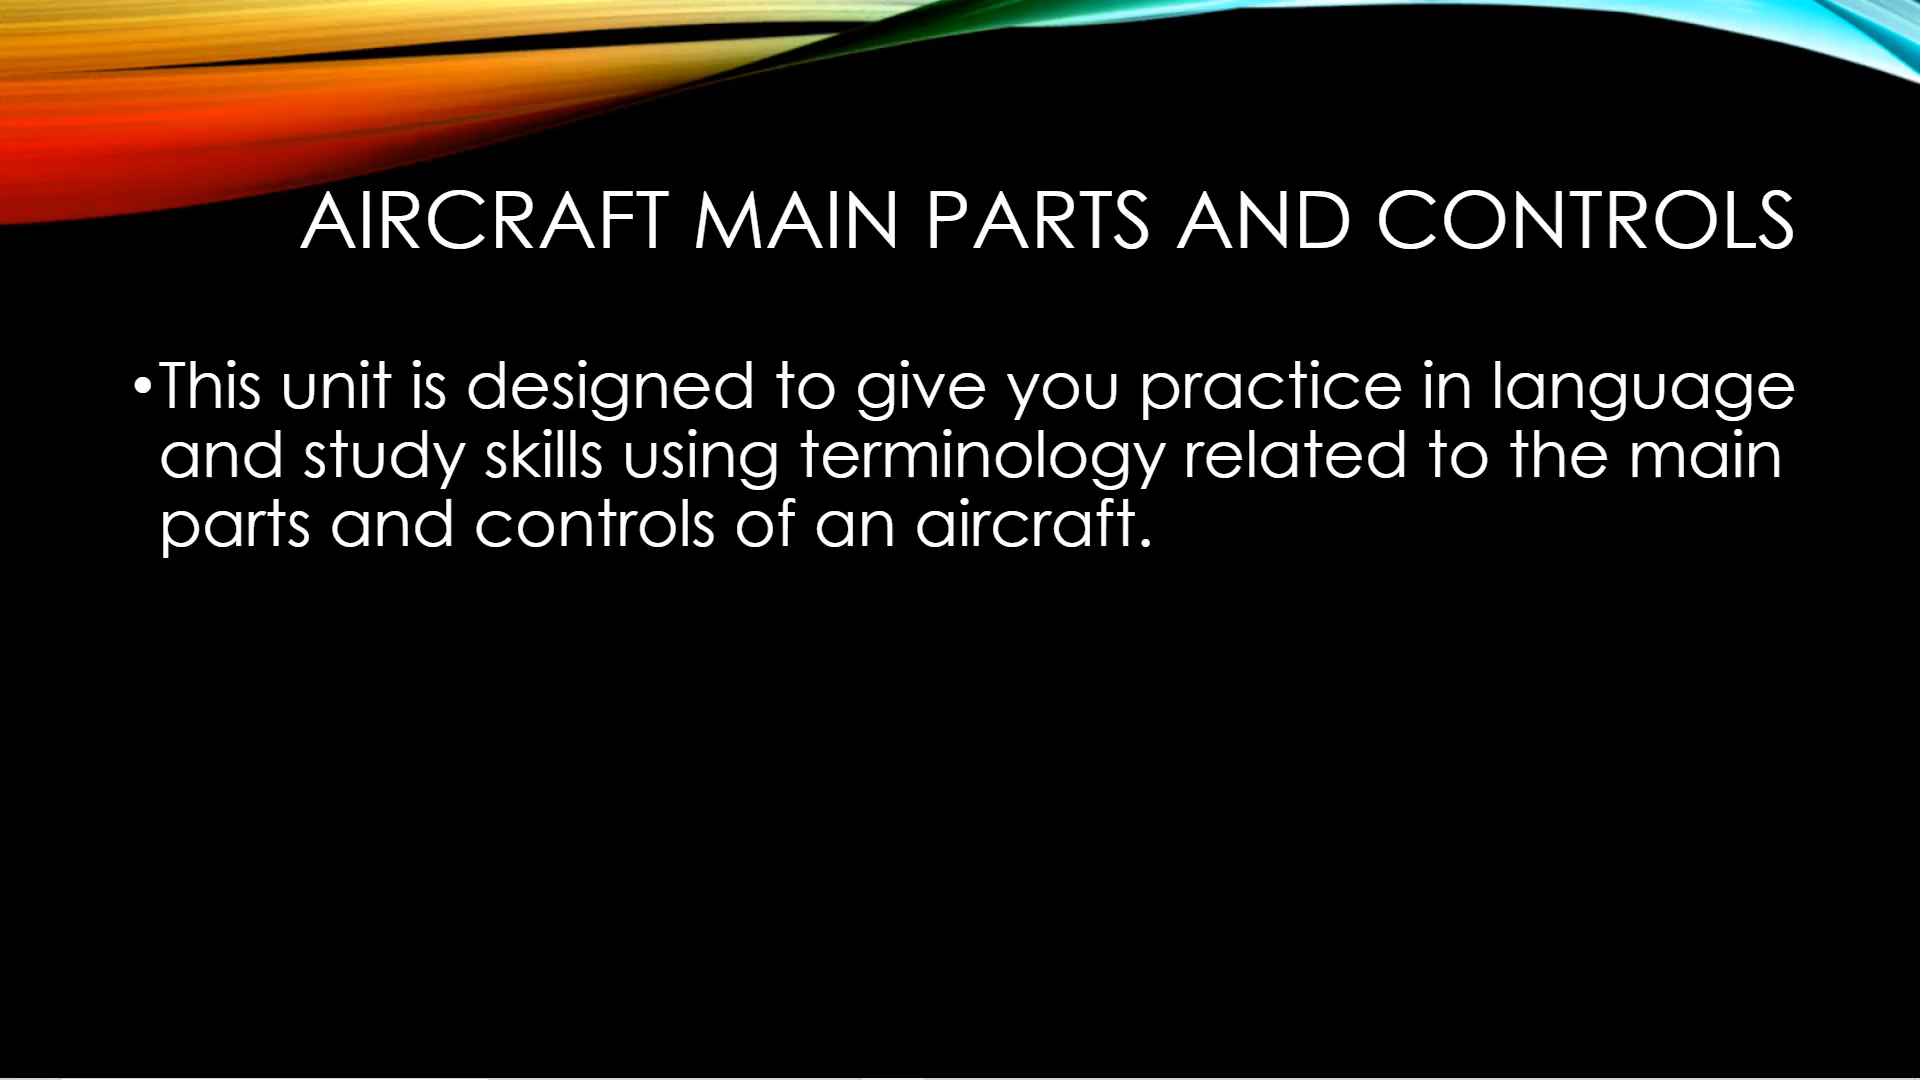 AIRCRAFT MAIN PARTS AND CONTROLS
•This unit is designed to give you practice in language
and study skills using terminology related to the main
parts and controls of an aircraft.